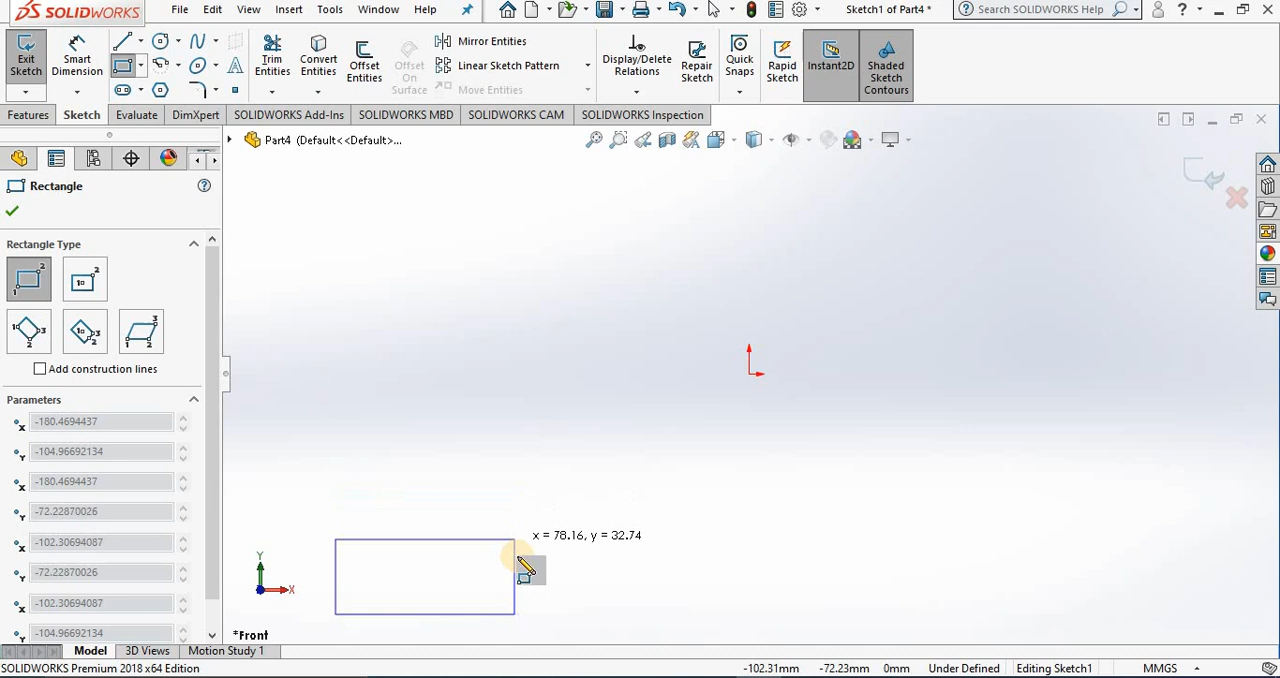 SOLIDWORKS File Edit View Insert Tools Window Help Sketch1 of Part4 * Search SOLIDWORKS Help ?
Exit Sketch
Smart Dimension
Trim Entities
Convert Entities
Offset Entities
Offset On Surface
Mirror Entities
Linear Sketch Pattern
Move Entities
Display/Delete Relations
Repair Sketch
Quick Snaps
Rapid Sketch
Instant2D
Shaded Sketch Contours
Features Sketch Evaluate DimXpert SOLIDWORKS Add-Ins SOLIDWORKS MBD SOLIDWORKS CAM SOLIDWORKS Inspection
Part4 (Default<<Default>...
Rectangle ?
Rectangle Type
Add construction lines
Parameters
x -180.4694437
Y -104.96692134
x -180.4694437
Y -72.22870026
x -102.30694087
Y -72.22870026
x -102.30694087
Y -104.96692134
x = 78.16, y = 32.74
Y
X
*Front
Model 3D Views Motion Study 1
SOLIDWORKS Premium 2018 x64 Edition -102.31mm -72.23mm 0mm Under Defined Editing Sketch1 MMGS